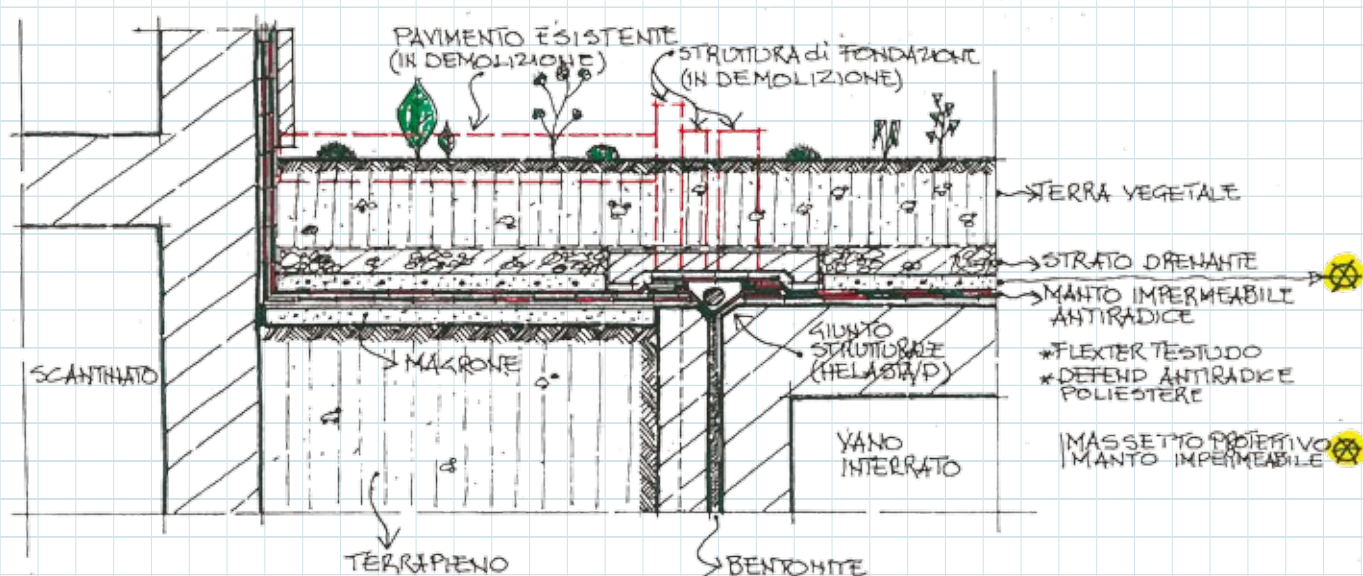 PAVIMENTO ESISTENTE
(IN DEMOLIZIONE)
STRUTTURA di FONDAZIONE
(IN DEMOLIZIONE)
TERRA VEGETALE
STRATO DRENANTE
MANTO IMPERMEABILE
ANTIRADICE
*FLEXTER TESTUDO
*DEFEND ANTIRADICE
POLIESTERE
GIUNTO
STRUTTURALE
(HELASTA/P)
MAGRONE
SCANTINATO
VANO
INTERRATO
MASSETTO PROTETTIVO
MANTO IMPERMEABILE
TERRAPIENO
BENTONITE